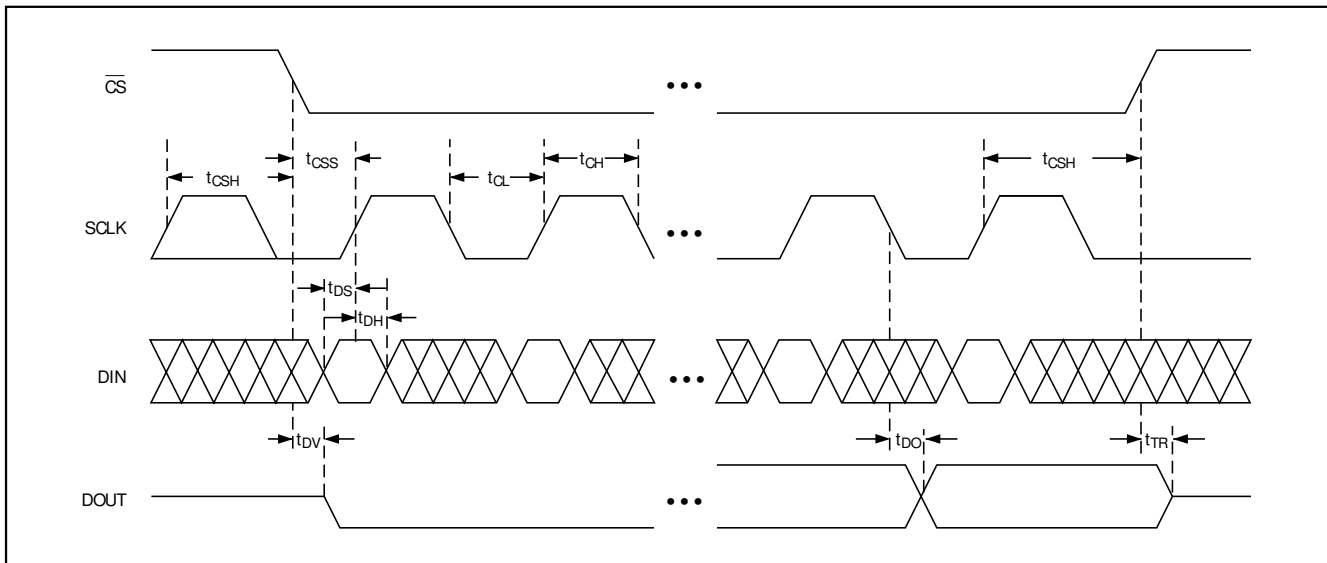 CS
tCSS
tCH
tCSH
tCSH
tCL
SCLK
tDS
tDH
DIN
tDV
tDO
tTR
DOUT